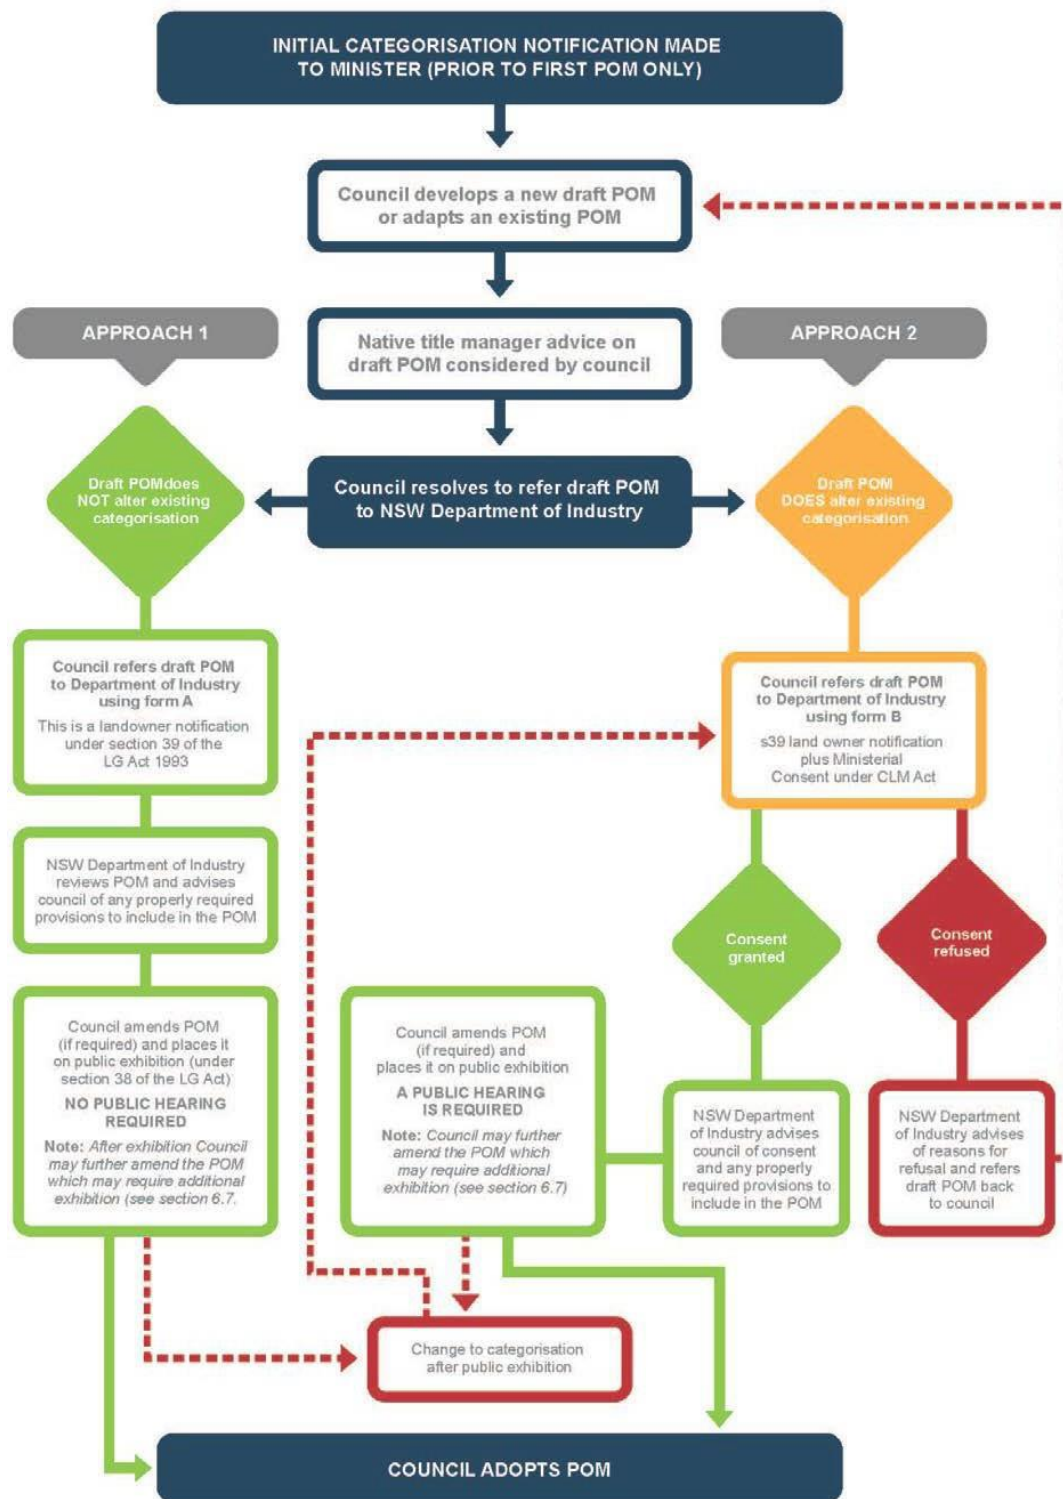 INITIAL CATEGORISATION NOTIFICATION MADE
TO MINISTER (PRIOR TO FIRST POM ONLY)
Council develops a new draft POM
or adapts an existing POM
APPROACH 1
Native title manager advice on
draft POM considered by council
APPROACH 2
Draft POMdoes
NOT alter existing
categorisation
Council resolves to refer draft POM
to NSW Department of Industry
Draft POM
DOES alter existing
categorisation
Council refers draft POM
to Department of Industry
using form A
This is a landowner notification
under section 39 of the
LG Act 1993
Council refers draft POM
to Department of Industry
using form B
s39 land owner notification
plus Ministerial
Consent under CLM Act
NSW Department of Industry
reviews POM and advises
council of any properly required
provisions to include in the POM
Consent
granted
Consent
refused
Council amends POM
(if required) and places it
on public exhibition (under
section 38 of the LG Act)
NO PUBLIC HEARING
REQUIRED
Note: After exhibition Council
may further amend the POM
which may require additional
exhibition (see section 6.7.
Council amends POM
(if required) and
places it on public exhibition
A PUBLIC HEARING
IS REQUIRED
Note: Council may further
amend the POM which
may require additional
exhibition (see section 6.7)
NSW Department
of Industry advises
council of consent
and any properly
required provisions to
include in the POM
NSW Department
of Industry advises
of reasons for
refusal and refers
draft POM back
to council
Change to categorisation
after public exhibition
COUNCIL ADOPTS POM